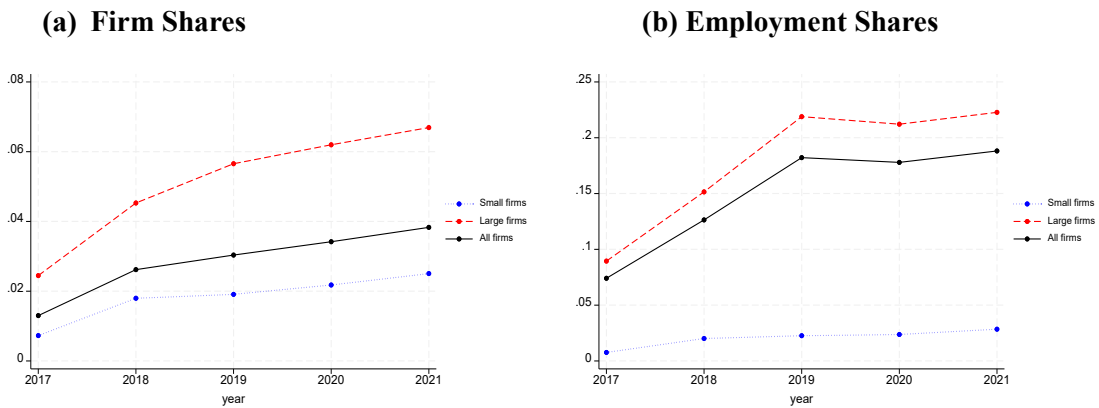 (a) Firm Shares
.08
.06
.04
.02
0
2017 2018 2019 2020 2021
year
Small firms
Large firms
All firms
(b) Employment Shares
.25
.2
.15
.1
.05
0
2017 2018 2019 2020 2021
year
Small firms
Large firms
All firms